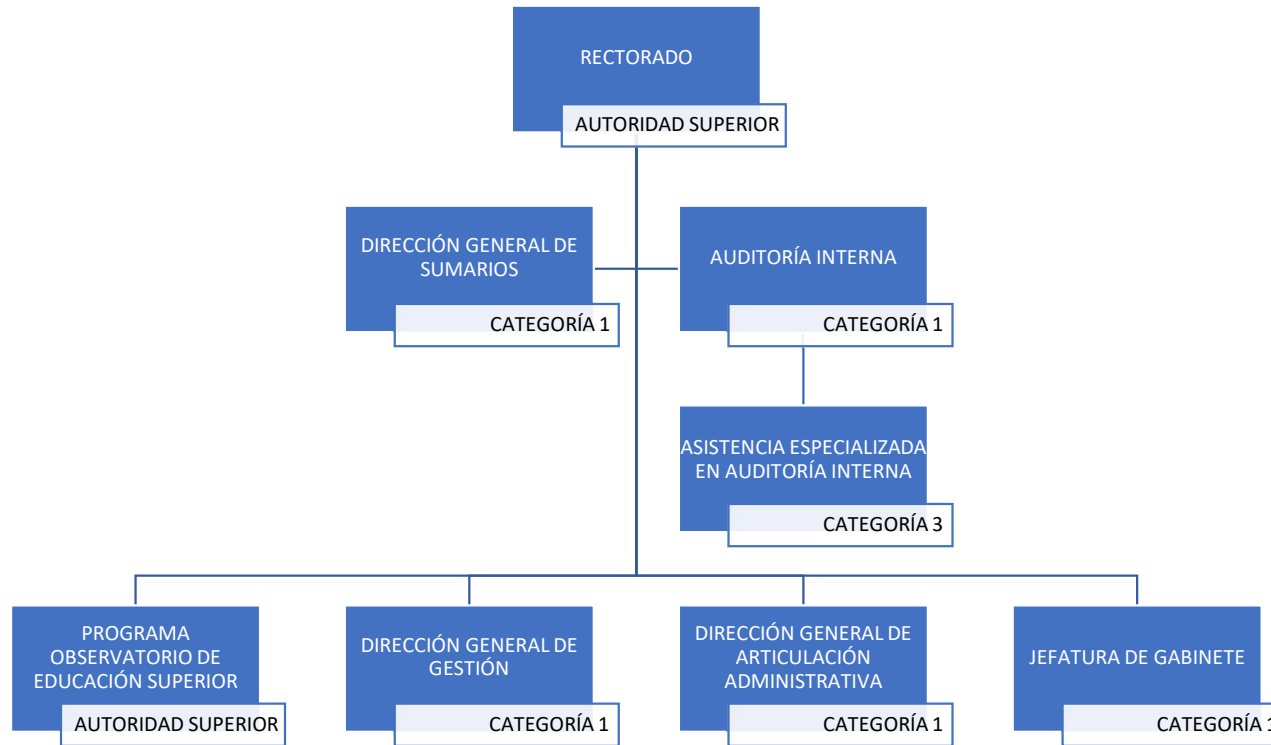 RECTORADO
AUTORIDAD SUPERIOR
DIRECCIÓN GENERAL DE
SUMARIOS
CATEGORÍA 1
AUDITORÍA INTERNA
CATEGORÍA 1
ASISTENCIA ESPECIALIZADA
EN AUDITORÍA INTERNA
CATEGORÍA 3
PROGRAMA
OBSERVATORIO DE
EDUCACIÓN SUPERIOR
AUTORIDAD SUPERIOR
DIRECCIÓN GENERAL DE
GESTIÓN
CATEGORÍA 1
DIRECCIÓN GENERAL DE
ARTICULACIÓN
ADMINISTRATIVA
CATEGORÍA 1
JEFATURA DE GABINETE
CATEGORÍA 1